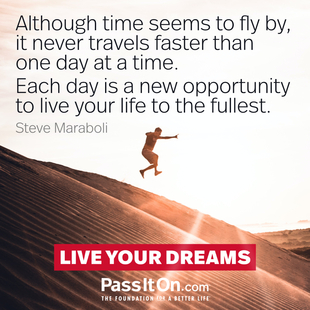 Although time seems to fly by,
it never travels faster than
one day at a time.
Each day is a new opportunity
to live your life to the fullest.
Steve Maraboli
LIVE YOUR DREAMS
PassItOn.com
THE FOUNDATION FOR A BETTER LIFE